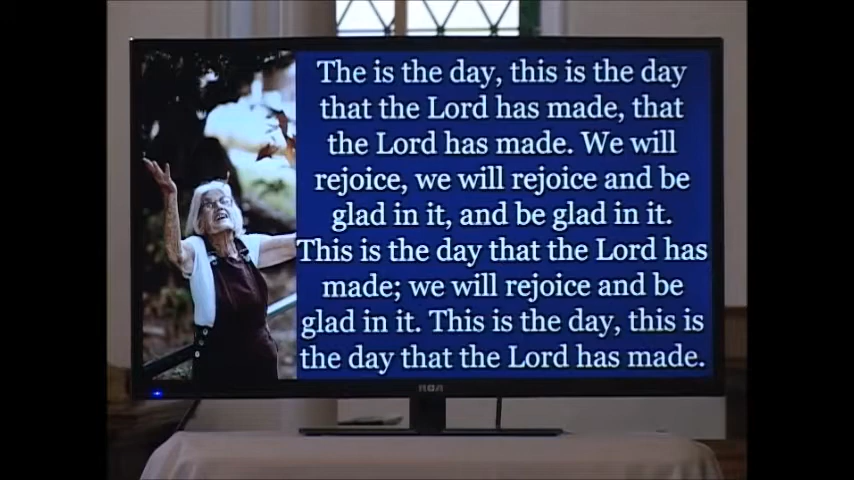 The is the day, this is the day
that the Lord has made, that
the Lord has made. We will
rejoice, we will rejoice and be
glad in it, and be glad in it.
This is the day that the Lord has
made; we will rejoice and be
glad in it. This is the day, this is
the day that the Lord has made.
RCA